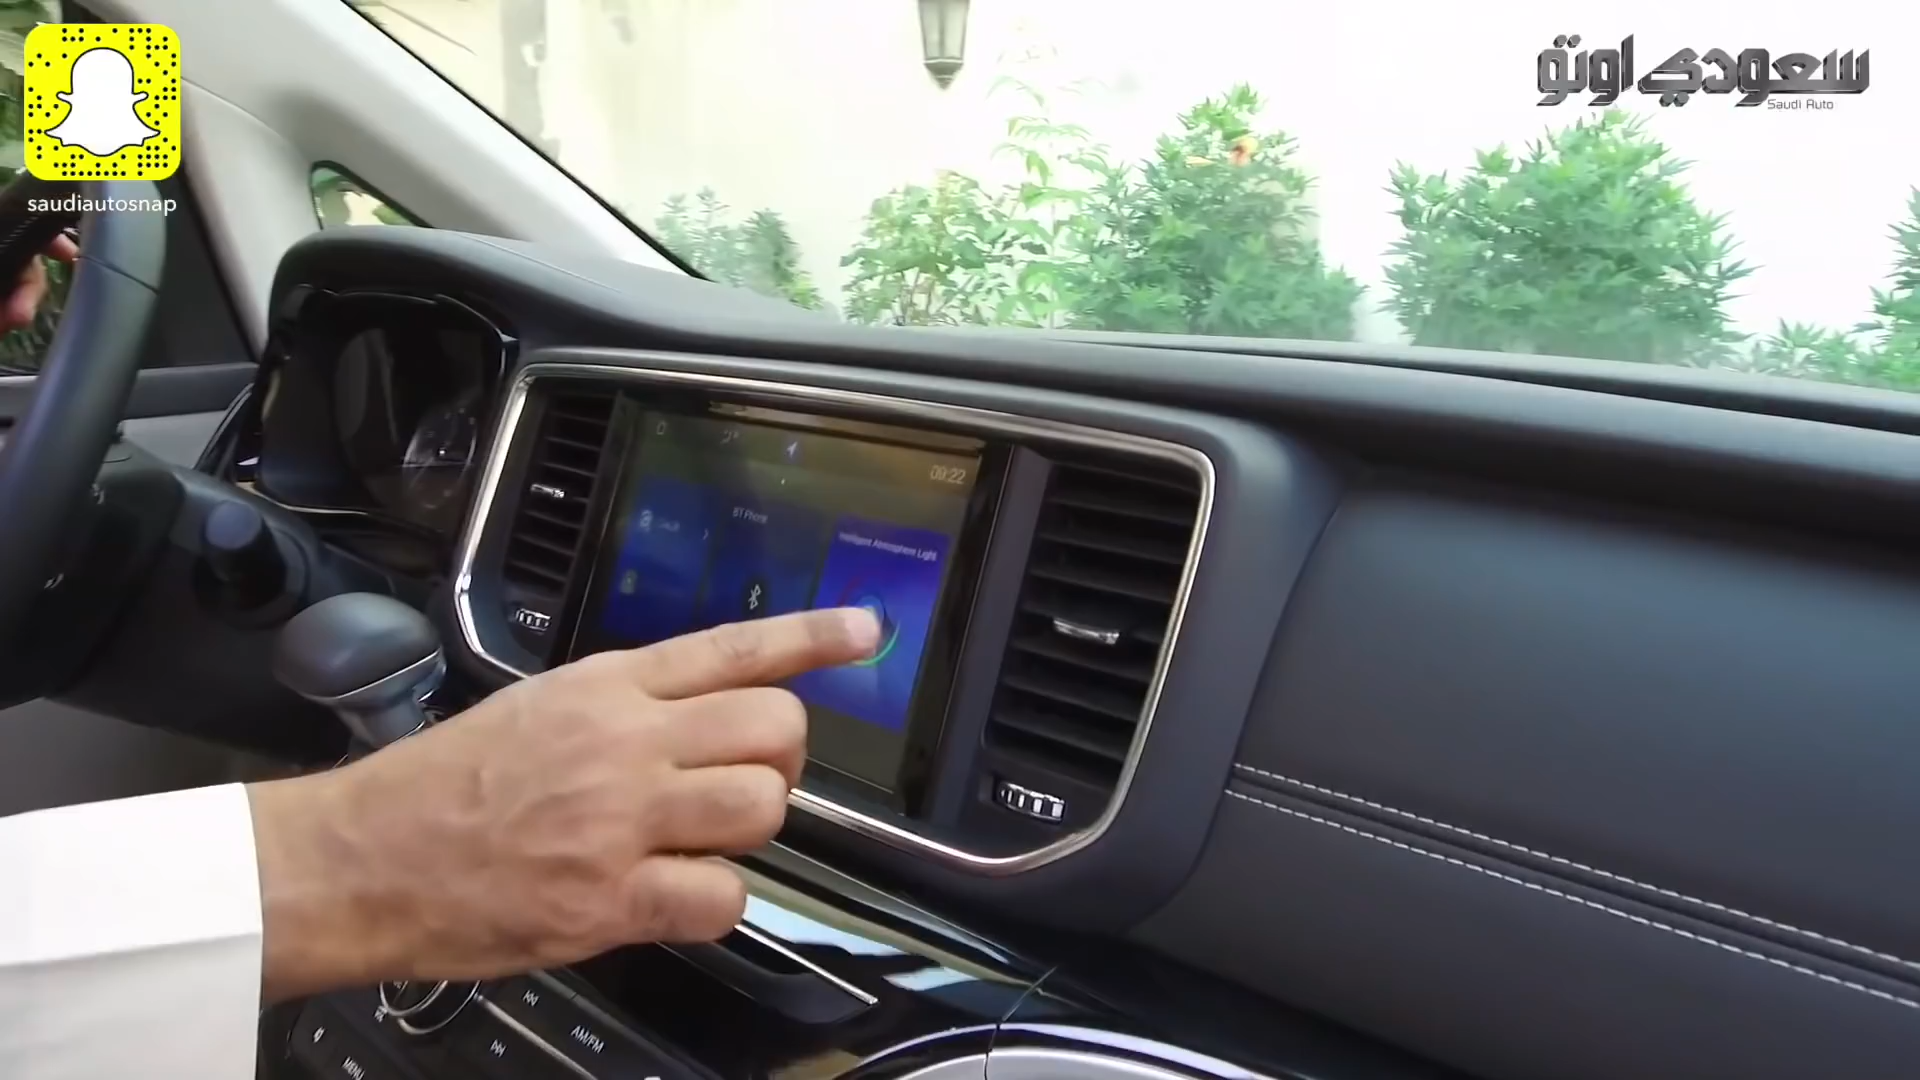 سعودي اوتو
Saudi Auto
saudiautosnap
09:22
BT Phone
Intelligent Atmosphere Light
AM/FM
MENU